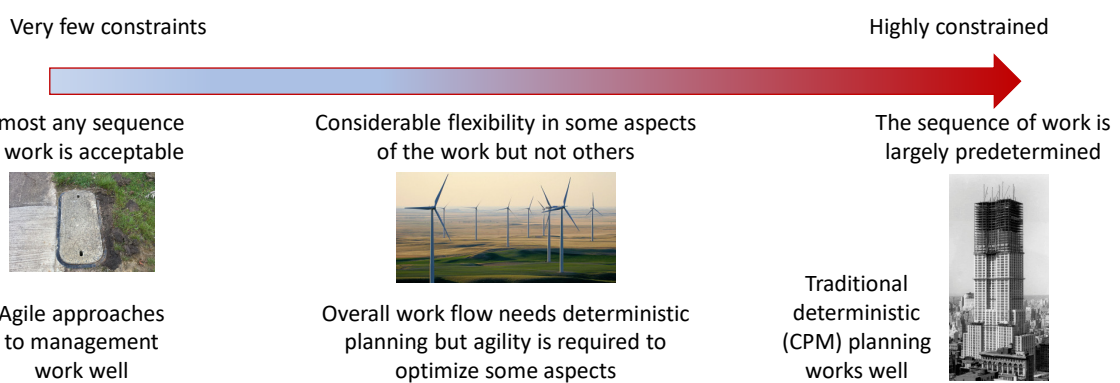 Very few constraints
Highly constrained
most any sequence
work is acceptable
Considerable flexibility in some aspects
of the work but not others
The sequence of work is
largely predetermined
Agile approaches
to management
work well
Overall work flow needs deterministic
planning but agility is required to
optimize some aspects
Traditional
deterministic
(CPM) planning
works well